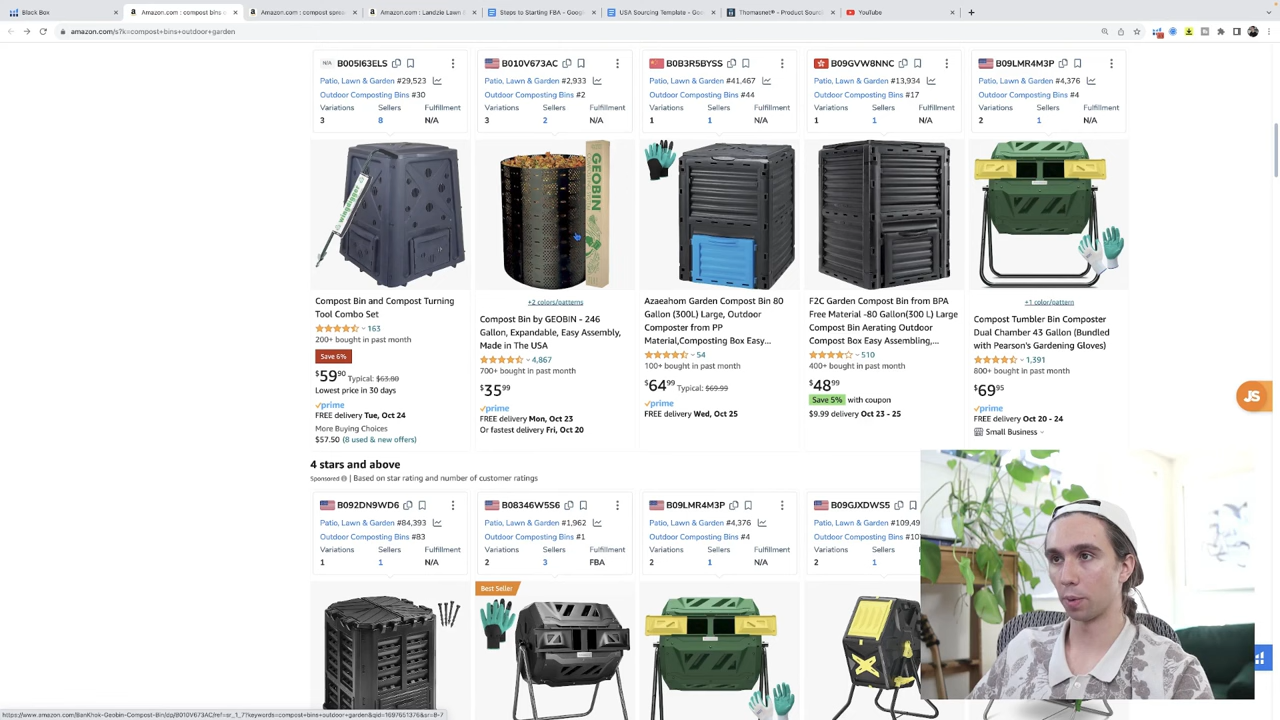 Black Box
Amazon.com : compost bins o
Amazon.com : compost spre
Amazon.com : Landzie Lawn &
Steps to Starting FBA - Googl
USA Sourcing Template - Goo
Thomasnet® - Product Sourci
YouTube
amazon.com/s?k=compost+bins+outdoor+garden
N/A B005I63ELS
Patio, Lawn & Garden #29,523
Outdoor Composting Bins #30
Variations Sellers Fulfillment
3 8 N/A
B010V673AC
Patio, Lawn & Garden #2,933
Outdoor Composting Bins #2
Variations Sellers Fulfillment
3 2 N/A
B0B3R5BYSS
Patio, Lawn & Garden #41,467
Outdoor Composting Bins #44
Variations Sellers Fulfillment
1 1 N/A
B09GVW8NNC
Patio, Lawn & Garden #13,934
Outdoor Composting Bins #17
Variations Sellers Fulfillment
1 1 N/A
B09LMR4M3P
Patio, Lawn & Garden #4,376
Outdoor Composting Bins #4
Variations Sellers Fulfillment
2 1 N/A
GEOBIN
Compost Bin and Compost Turning
Tool Combo Set
163
200+ bought in past month
Save 6%
$5990 Typical: $63.80
Lowest price in 30 days
prime
FREE delivery Tue, Oct 24
More Buying Choices
$57.50 (8 used & new offers)
+2 colors/patterns
Compost Bin by GEOBIN - 246
Gallon, Expandable, Easy Assembly,
Made in The USA
4,867
700+ bought in past month
$3599
prime
FREE delivery Mon, Oct 23
Or fastest delivery Fri, Oct 20
Azaeahom Garden Compost Bin 80
Gallon (300L) Large, Outdoor
Composter from PP
Material,Composting Box Easy...
54
100+ bought in past month
$6499 Typical: $69.99
prime
FREE delivery Wed, Oct 25
F2C Garden Compost Bin from BPA
Free Material -80 Gallon(300 L) Large
Compost Bin Aerating Outdoor
Compost Box Easy Assembling,...
510
400+ bought in past month
$4899
Save 5% with coupon
$9.99 delivery Oct 23 - 25
+1 color/pattern
Compost Tumbler Bin Composter
Dual Chamber 43 Gallon (Bundled
with Pearson's Gardening Gloves)
1,391
800+ bought in past month
$6995
prime
FREE delivery Oct 20 - 24
Small Business
JS
4 stars and above
Sponsored | Based on star rating and number of customer ratings
B092DN9WD6
Patio, Lawn & Garden #84,393
Outdoor Composting Bins #83
Variations Sellers Fulfillment
1 1 N/A
B08346W5S6
Patio, Lawn & Garden #1,962
Outdoor Composting Bins #1
Variations Sellers Fulfillment
2 3 FBA
B09LMR4M3P
Patio, Lawn & Garden #4,376
Outdoor Composting Bins #4
Variations Sellers Fulfillment
2 1 N/A
B09GJXDWS5
Patio, Lawn & Garden #109,49
Outdoor Composting Bins #10
Variations Sellers
2 1
Best Seller